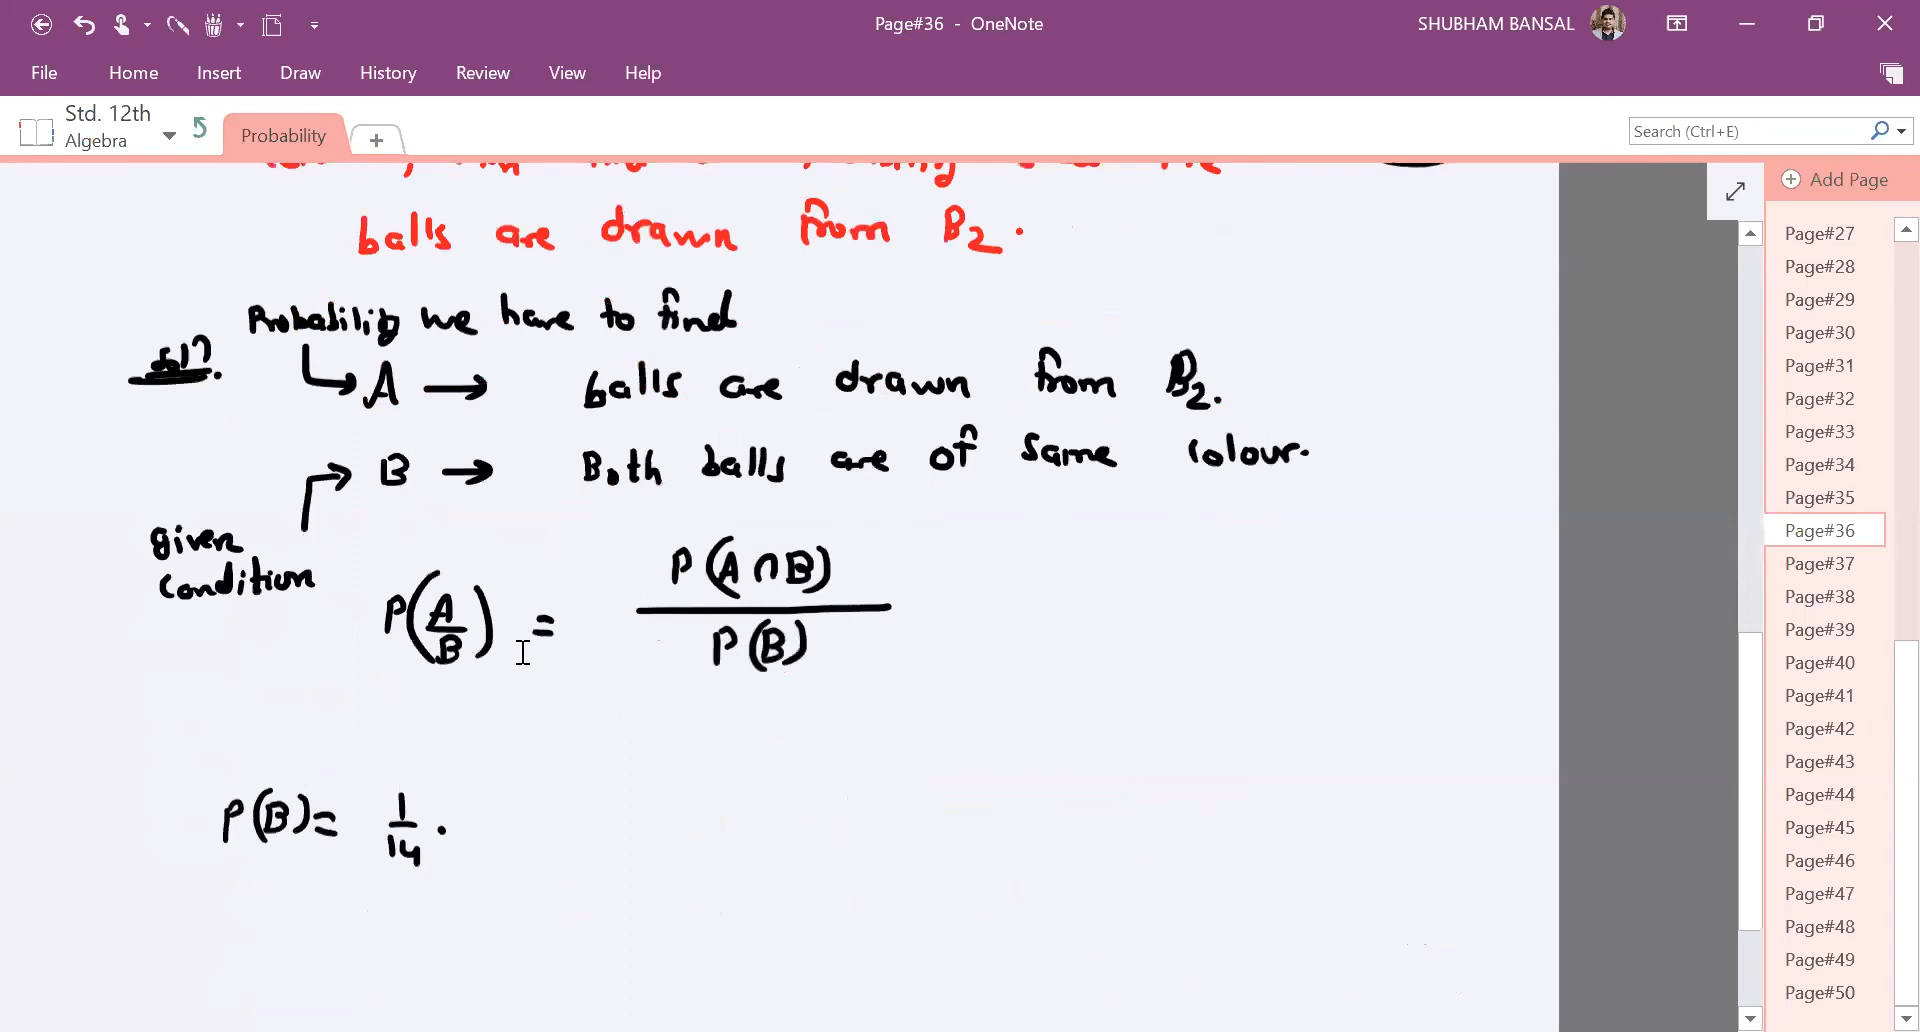 Page#36 - OneNote
SHUBHAM BANSAL
File Home Insert Draw History Review View Help
Std. 12th
Algebra
Probability
+
Search (Ctrl+E)
Add Page
balls are drawn from B2.
Probability we have to find
Sol?.
A → balls are drawn from B2.
B → Both balls are of same colour.
given
condition
P(A/B) = P(A∩B)/P(B)
P(B)= 1/14 .
Page#27
Page#28
Page#29
Page#30
Page#31
Page#32
Page#33
Page#34
Page#35
Page#36
Page#37
Page#38
Page#39
Page#40
Page#41
Page#42
Page#43
Page#44
Page#45
Page#46
Page#47
Page#48
Page#49
Page#50